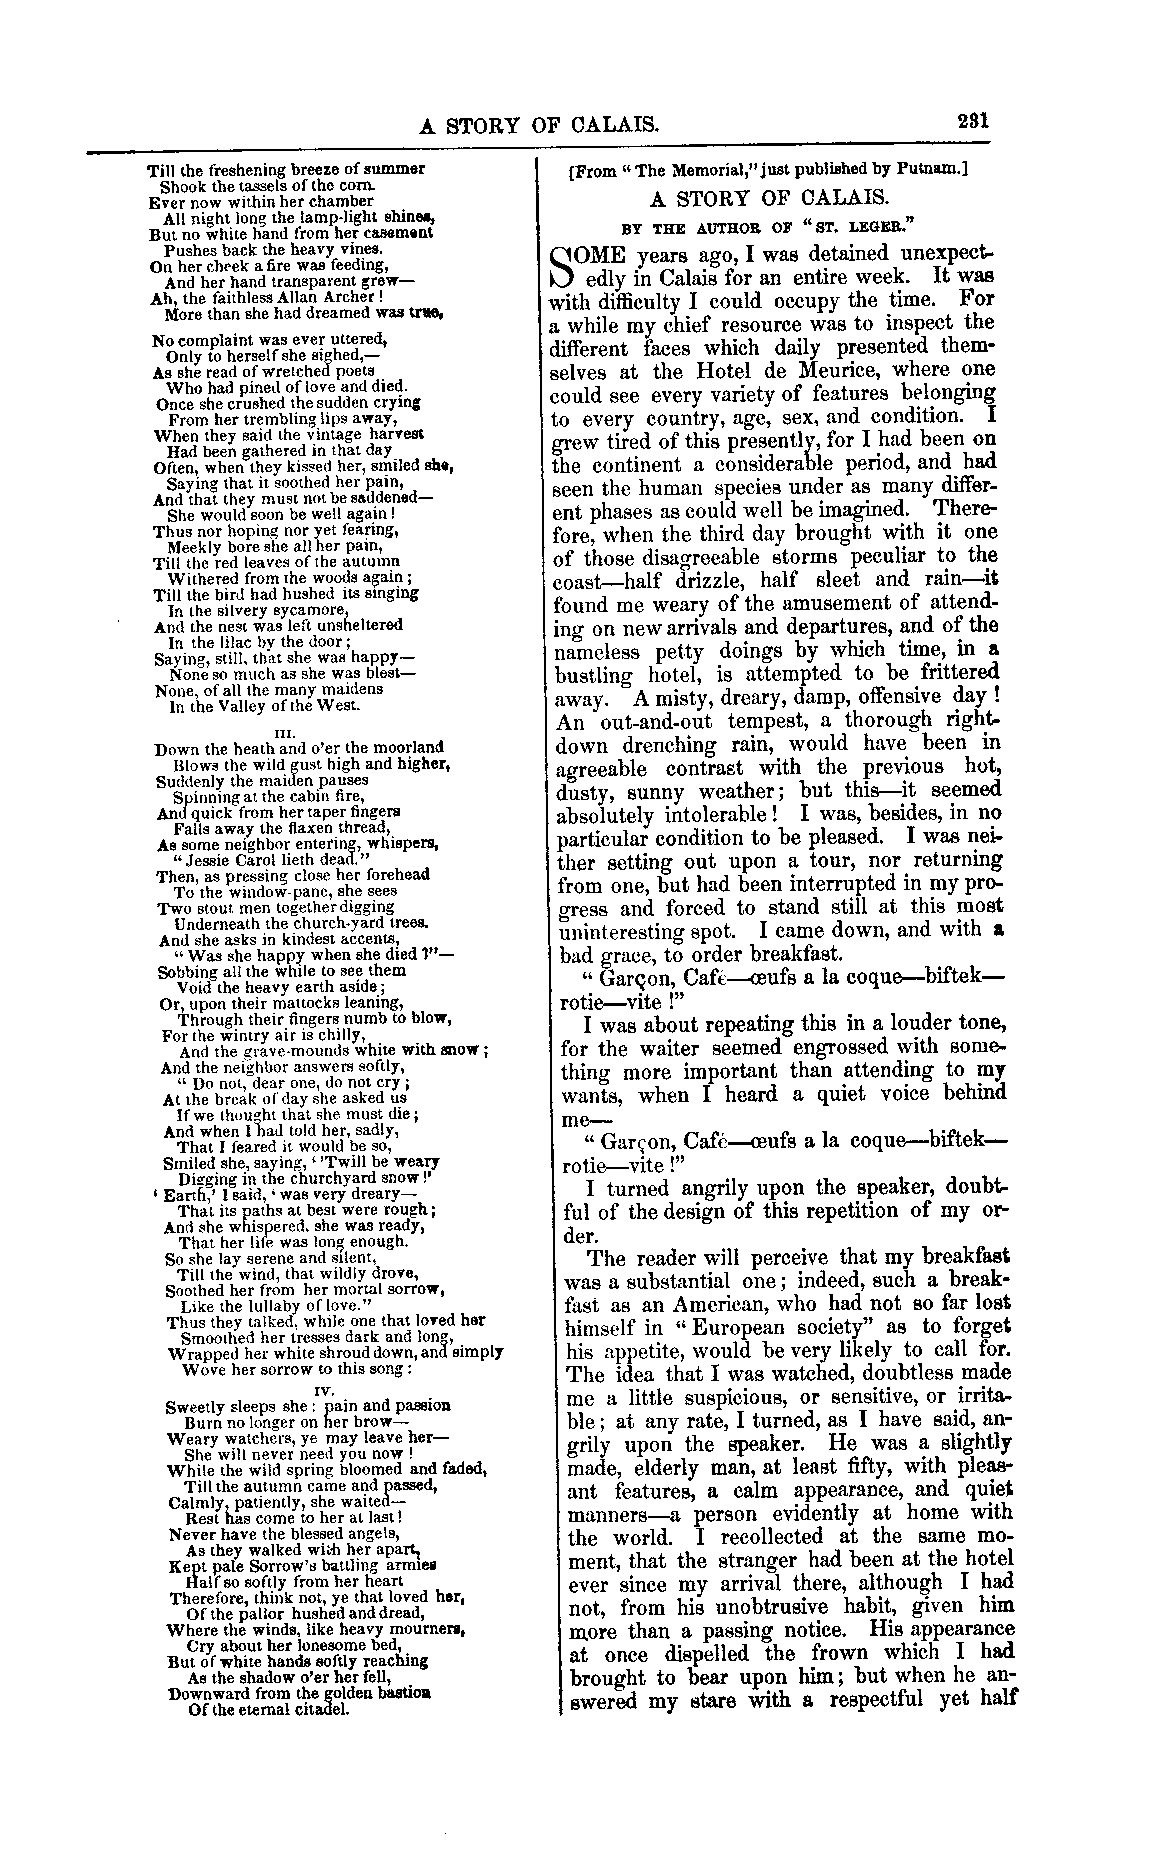 A STORY OF CALAIS. 231
Till the freshening breeze of summer
Shook the tassels of the corn.
Ever now within her chamber
All night long the lamp-light shines,
But no white hand from her casement
Pushes back the heavy vines.
On her cheek a fire was feeding,
And her hand transparent grew—
Ah, the faithless Allan Archer!
More than she had dreamed was true,
No complaint was ever uttered,
Only to herself she sighed,—
As she read of wretched poets
Who had pined of love and died.
Once she crushed the sudden crying
From her trembling lips away,
When they said the vintage harvest
Had been gathered in that day
Often, when they kissed her, smiled she,
Saying that it soothed her pain,
And that they must not be saddened—
She would soon be well again!
Thus nor hoping nor yet fearing,
Meekly bore she all her pain,
Till the red leaves of the autumn
Withered from the woods again;
Till the bird had hushed its singing
In the silvery sycamore,
And the nest was left unsheltered
In the lilac by the door;
Saying, still, that she was happy—
None so much as she was blest—
None, of all the many maidens
In the Valley of the West.
III.
Down the heath and o'er the moorland
Blows the wild gust high and higher,
Suddenly the maiden pauses
Spinning at the cabin fire,
And quick from her taper fingers
Falls away the flaxen thread,
As some neighbor entering, whispers,
"Jessie Carol lieth dead."
Then, as pressing close her forehead
To the window-pane, she sees
Two stout men together digging
Underneath the church-yard trees.
And she asks in kindest accents,
"Was she happy when she died?"—
Sobbing all the while to see them
Void the heavy earth aside;
Or, upon their mattocks leaning,
Through their fingers numb to blow,
For the wintry air is chilly,
And the grave-mounds white with snow;
And the neighbor answers softly,
"Do not, dear one, do not cry;
At the break of day she asked us
If we thought that she must die;
And when I had told her, sadly,
That I feared it would be so,
Smiled she, saying, ''Twill be weary
Digging in the churchyard snow!'
'Earth,' I said, 'was very dreary—
That its paths at best were rough;
And she whispered, she was ready,
That her life was long enough.
So she lay serene and silent,
Till the wind, that wildly drove,
Soothed her from her mortal sorrow,
Like the lullaby of love."
Thus they talked, while one that loved her
Smoothed her tresses dark and long,
Wrapped her white shroud down, and simply
Wove her sorrow to this song:
IV.
Sweetly sleeps she: pain and passion
Burn no longer on her brow—
Weary watchers, ye may leave her—
She will never need you now!
While the wild spring bloomed and faded,
Till the autumn came and passed,
Calmly, patiently, she waited—
Rest has come to her at last!
Never have the blessed angels,
As they walked with her apart,
Kept pale Sorrow's battling armies
Half so softly from her heart
Therefore, think not, ye that loved her,
Of the pallor hushed and dread,
Where the winds, like heavy mourners,
Cry about her lonesome bed,
But of white hands softly reaching
As the shadow o'er her fell,
Downward from the golden bastion
Of the eternal citadel.
[From "The Memorial," just published by Putnam.]
A STORY OF CALAIS.
BY THE AUTHOR OF "ST. LEGER."
SOME years ago, I was detained unexpect-
edly in Calais for an entire week. It was
with difficulty I could occupy the time. For
a while my chief resource was to inspect the
different faces which daily presented them-
selves at the Hotel de Meurice, where one
could see every variety of features belonging
to every country, age, sex, and condition. I
grew tired of this presently, for I had been on
the continent a considerable period, and had
seen the human species under as many differ-
ent phases as could well be imagined. There-
fore, when the third day brought with it one
of those disagreeable storms peculiar to the
coast—half drizzle, half sleet and rain—it
found me weary of the amusement of attend-
ing on new arrivals and departures, and of the
nameless petty doings by which time, in a
bustling hotel, is attempted to be frittered
away. A misty, dreary, damp, offensive day!
An out-and-out tempest, a thorough right-
down drenching rain, would have been in
agreeable contrast with the previous hot,
dusty, sunny weather; but this—it seemed
absolutely intolerable! I was, besides, in no
particular condition to be pleased. I was nei-
ther setting out upon a tour, nor returning
from one, but had been interrupted in my pro-
gress and forced to stand still at this most
uninteresting spot. I came down, and with a
bad grace, to order breakfast.
"Garçon, Café—œufs a la coque—biftek—
rotie—vite!"
I was about repeating this in a louder tone,
for the waiter seemed engrossed with some-
thing more important than attending to my
wants, when I heard a quiet voice behind
me—
"Garçon, Café—œufs a la coque—biftek—
rotie—vite!"
I turned angrily upon the speaker, doubt-
ful of the design of this repetition of my or-
der.
The reader will perceive that my breakfast
was a substantial one; indeed, such a break-
fast as an American, who had not so far lost
himself in "European society" as to forget
his appetite, would be very likely to call for.
The idea that I was watched, doubtless made
me a little suspicious, or sensitive, or irrita-
ble; at any rate, I turned, as I have said, an-
grily upon the speaker. He was a slightly
made, elderly man, at least fifty, with pleas-
ant features, a calm appearance, and quiet
manners—a person evidently at home with
the world. I recollected at the same mo-
ment, that the stranger had been at the hotel
ever since my arrival there, although I had
not, from his unobtrusive habit, given him
more than a passing notice. His appearance
at once dispelled the frown which I had
brought to bear upon him; but when he an-
swered my stare with a respectful yet half